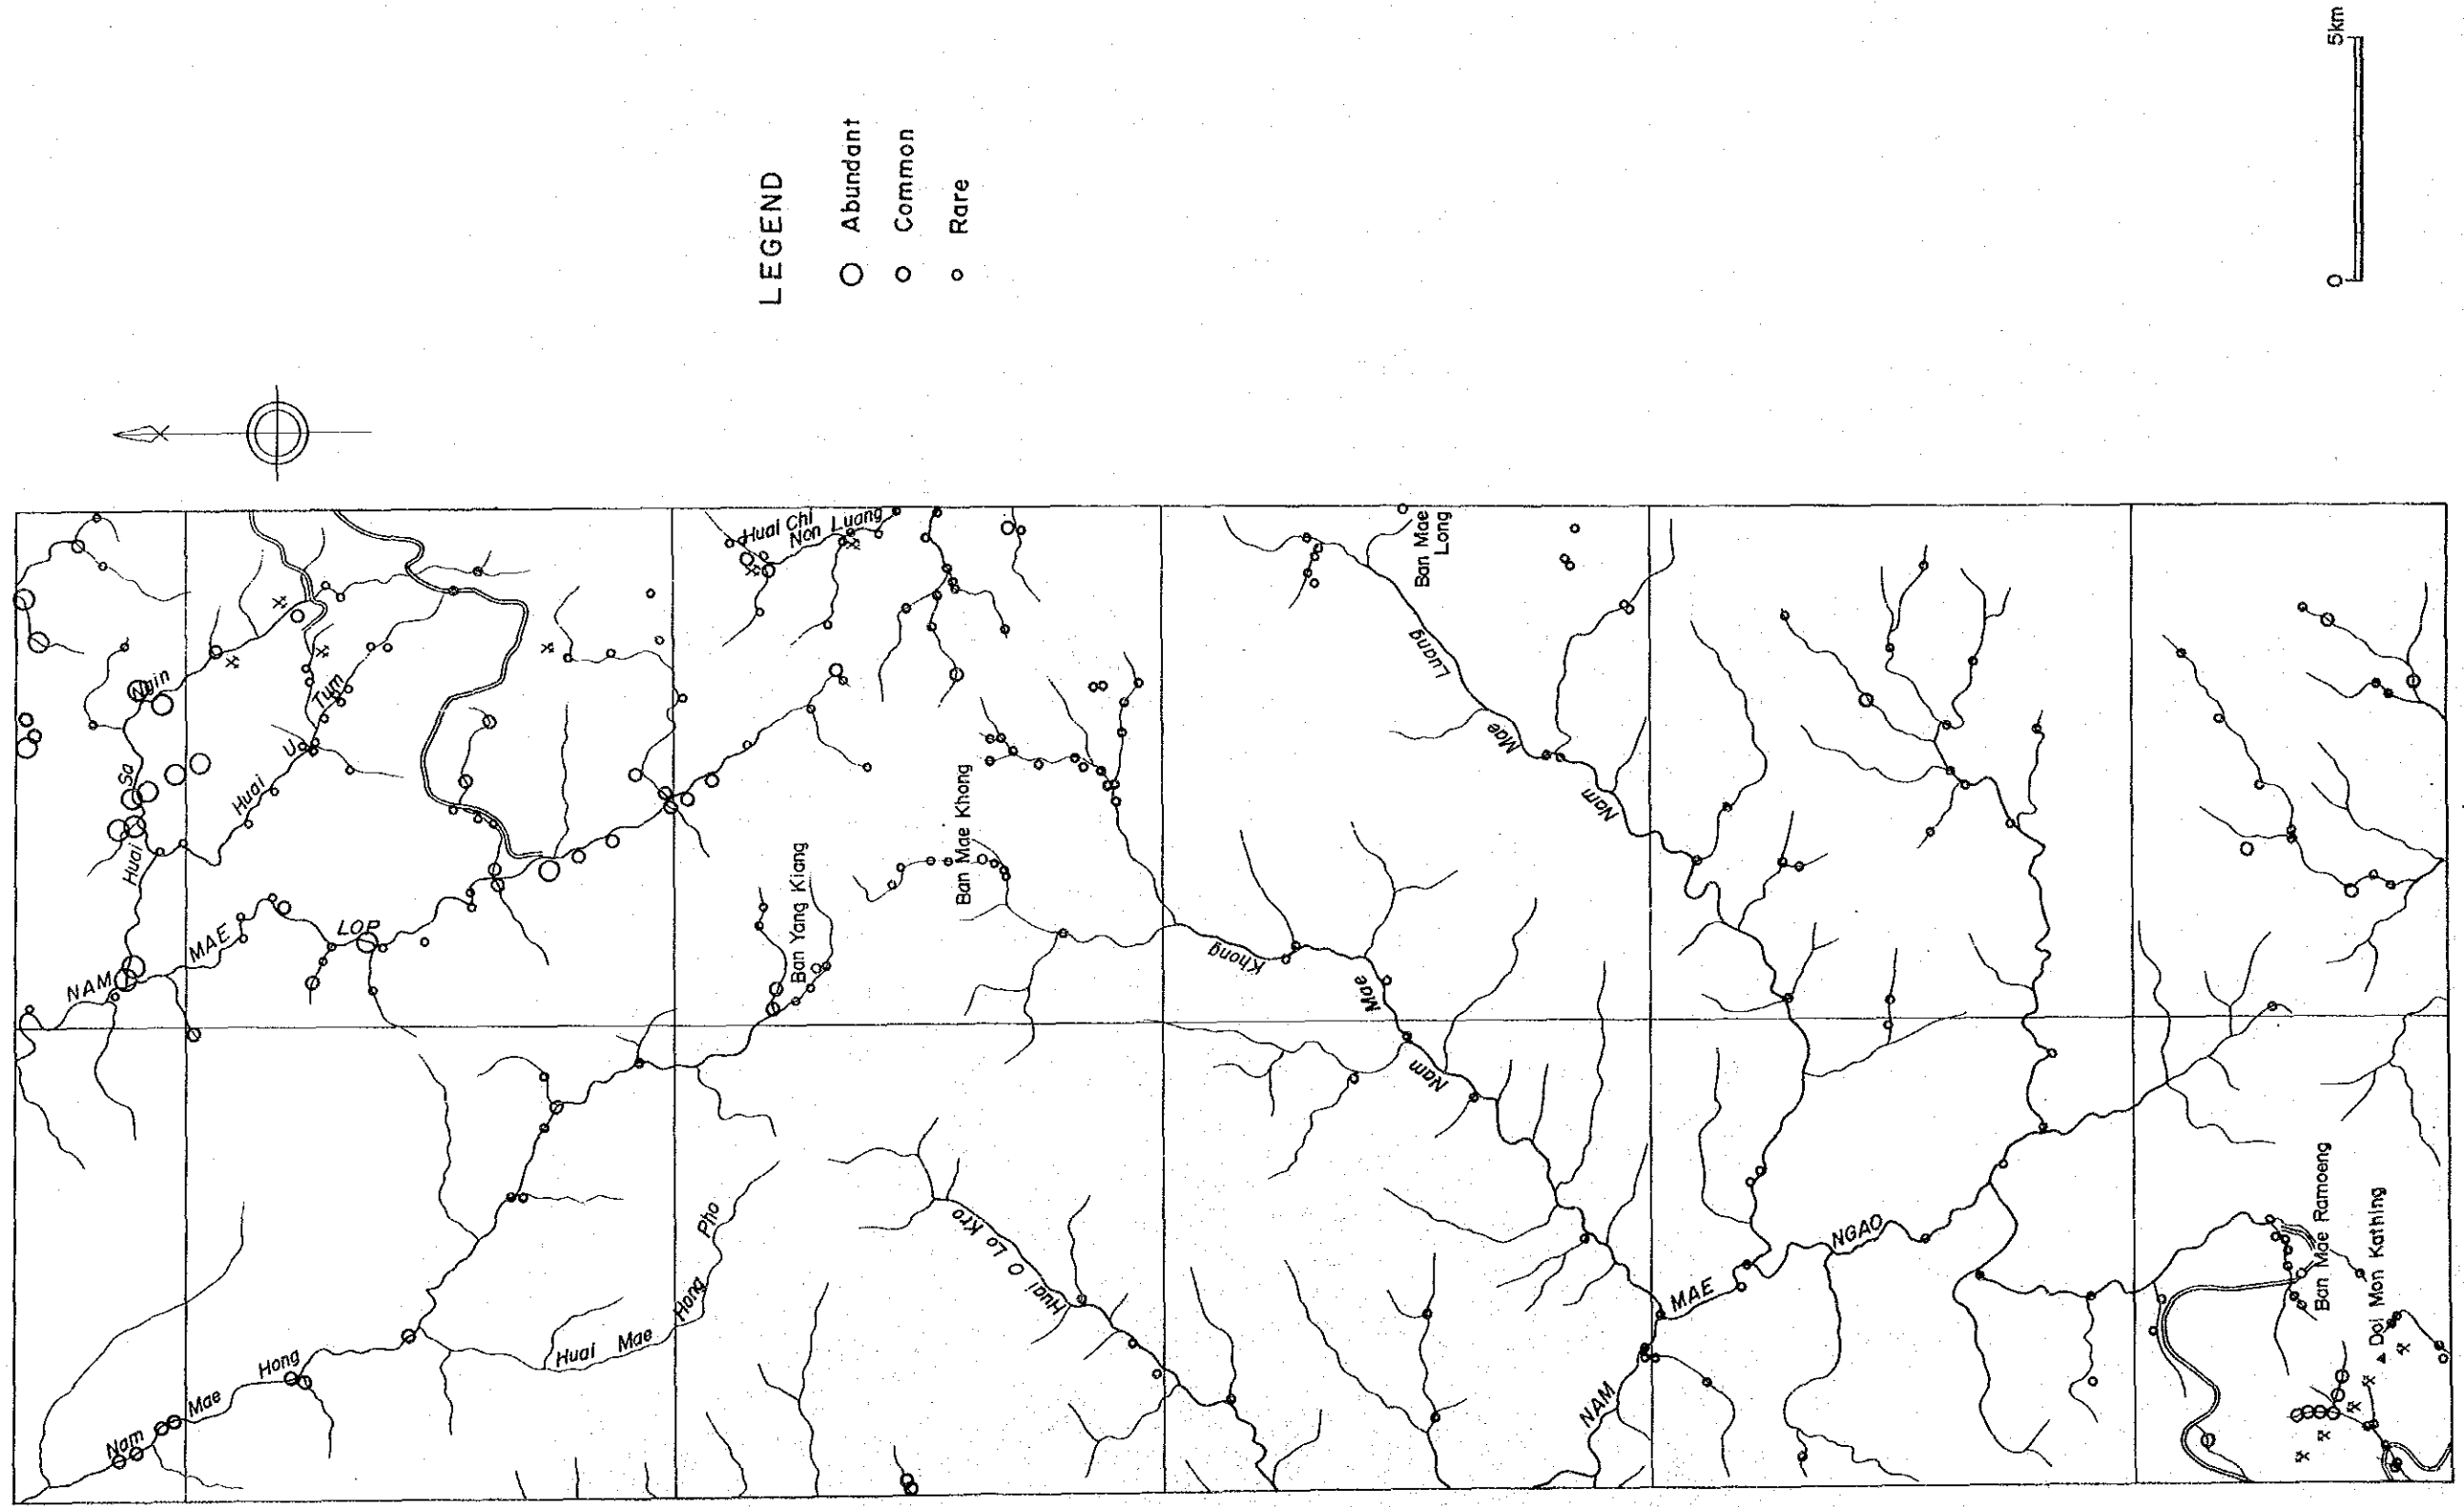 LEGEND
Abundant
Common
Rare
0
5km
NAM
MAE
LOP
Huai
Sa
Ngin
Huai
U
Tum
Huai Chi
Non Luang
Ban Yang Kiang
Ban Mae Khong
Ban Mae
Long
Nam
Mae
Luang
Nam
Mae
Khong
Nam
Mae
Hong
Huai
Mae
Hong
Pho
Huai O Lo Kro
NAM
MAE
NGAO
Ban Mae Ramoeng
Doi Mon Kathing